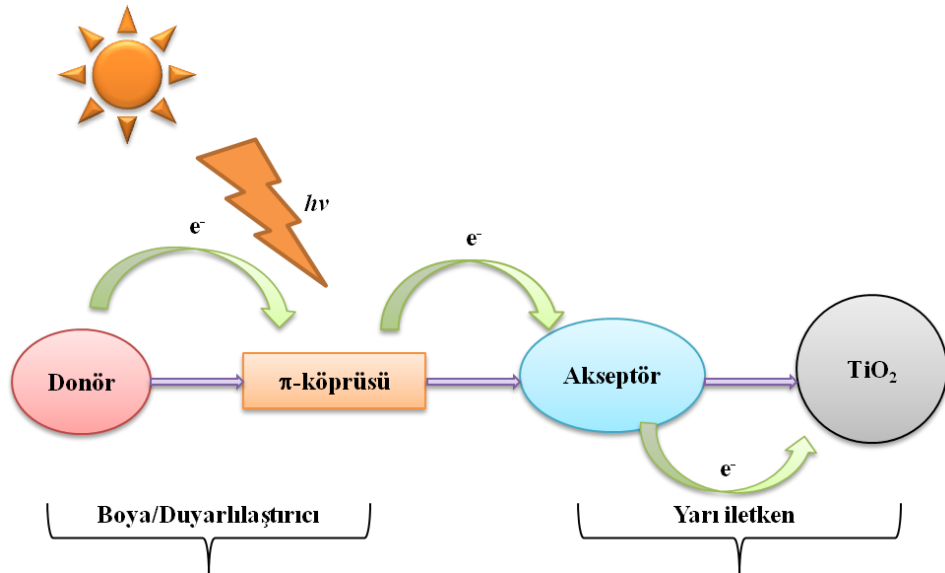 hv
e⁻
e⁻
Donör
π-köprüsü
Akseptör
TiO₂
e⁻
Boya/Duyarlılaştırıcı
Yarı iletken